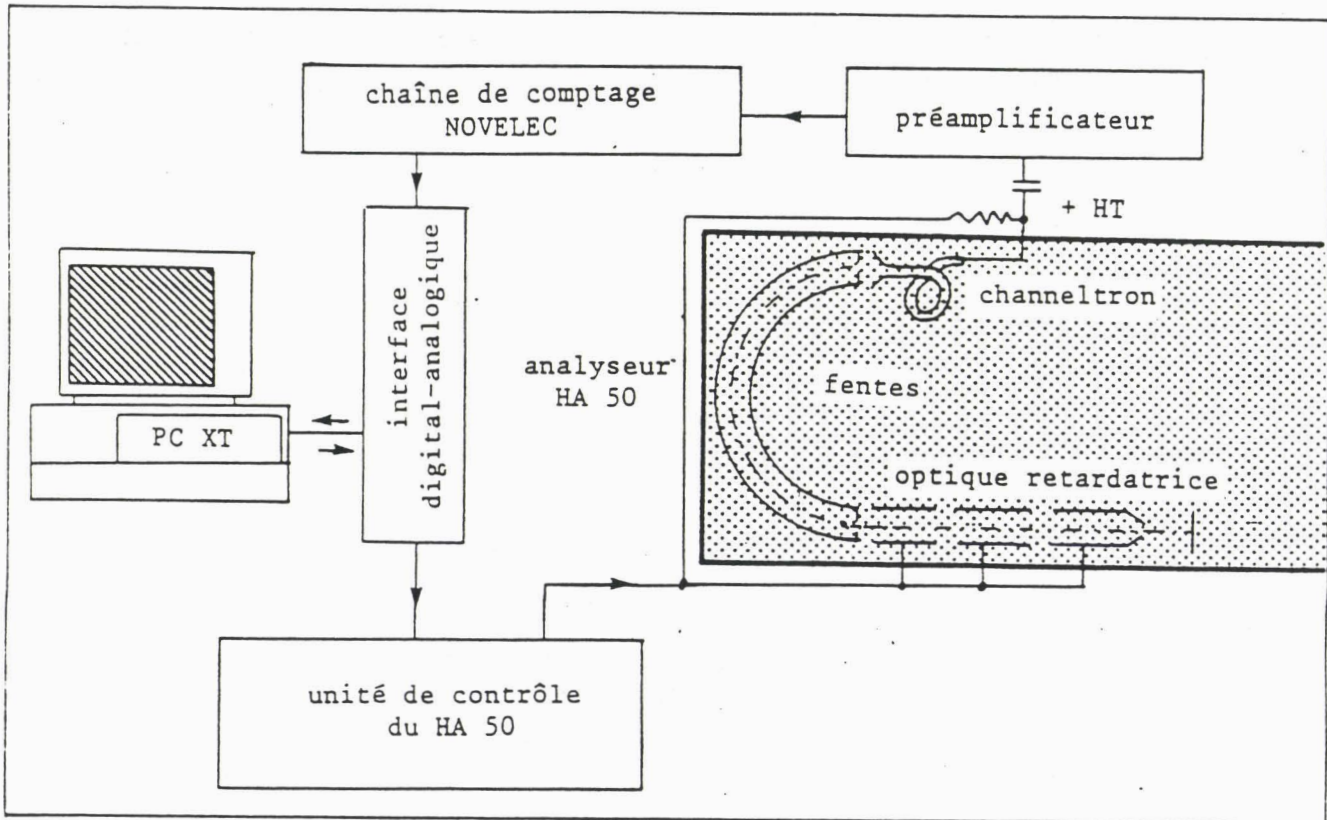 chaîne de comptage
NOVELEC
préamplificateur
+ HT
interface
digital-analogique
PC XT
analyseur
HA 50
channeltron
fentes
optique retardatrice
unité de contrôle
du HA 50